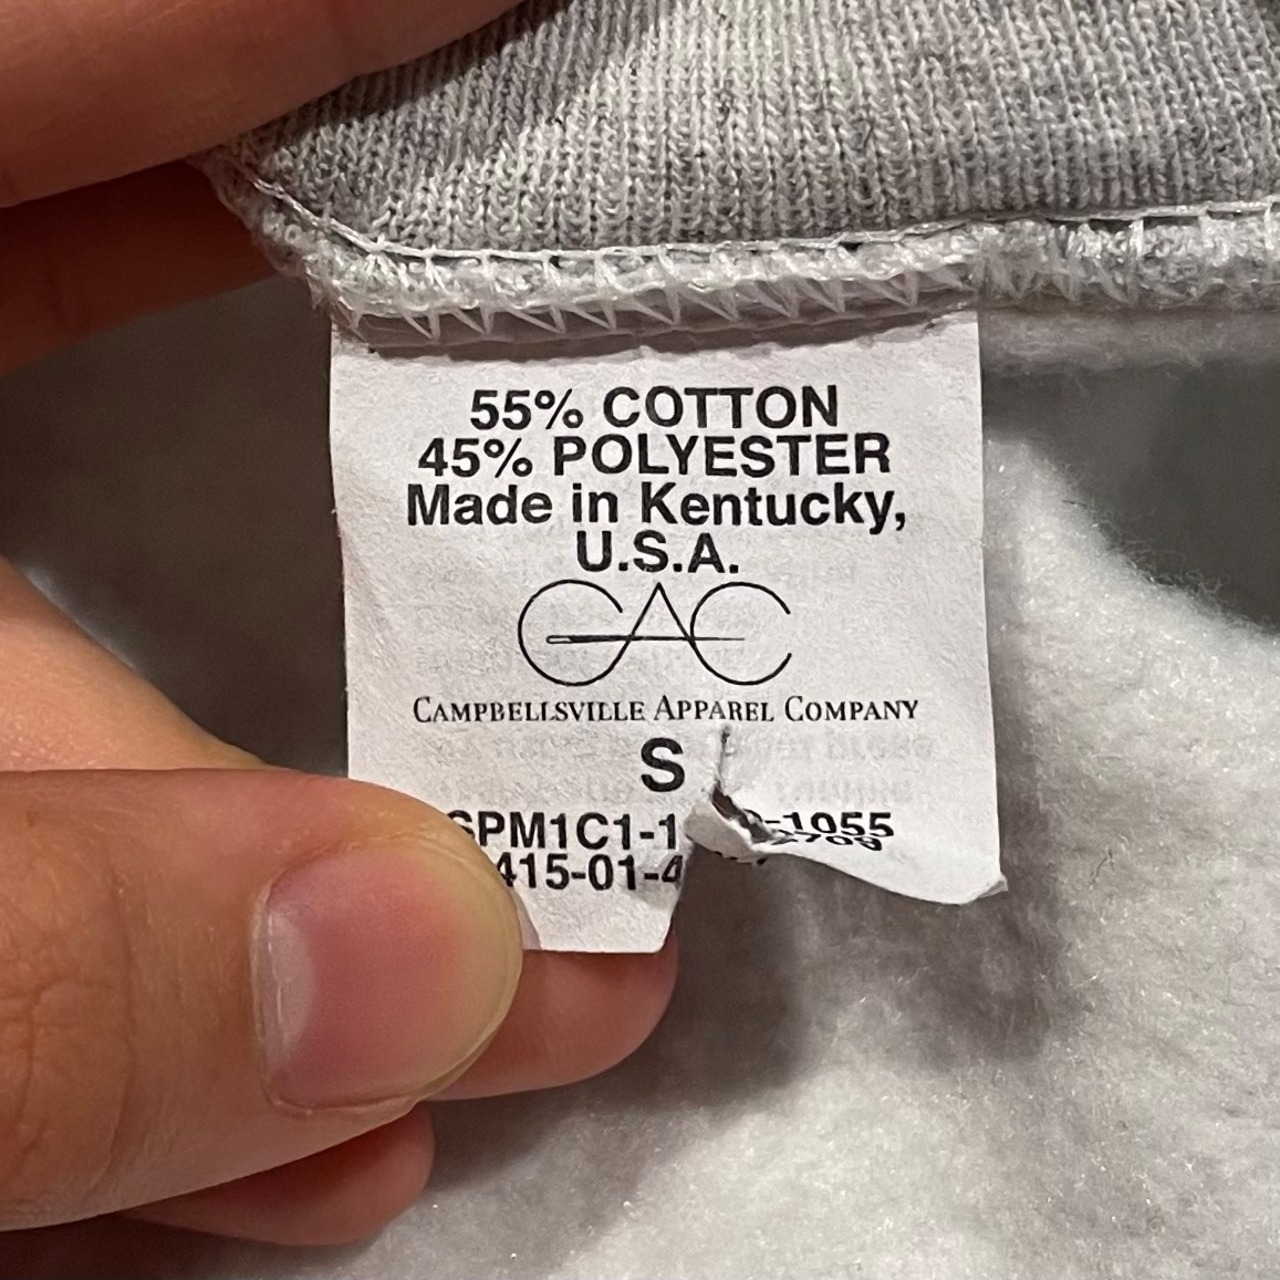 55% COTTON
45% POLYESTER
Made in Kentucky,
U.S.A.
CAC
CAMPBELLSVILLE APPAREL COMPANY
S